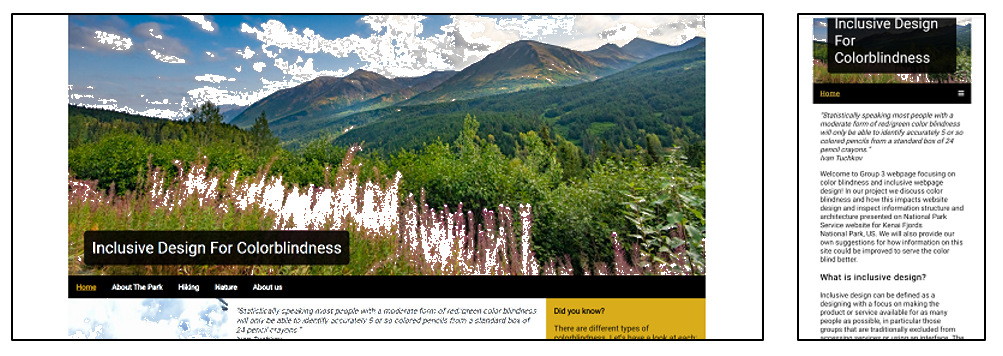 Inclusive Design For Colorblindness
Home About The Park Hiking Nature About us
"Statistically speaking most people with a moderate form of red/green color blindness
will only be able to identify accurately 5 or so colored pencils from a standard box of
24 pencil crayons."
Ivan Tuchkov
Did you know?
There are different types of
colorblindness. Let's have a look at each:
Inclusive Design
For
Colorblindness
Home
"Statistically speaking most people with a
moderate form of red/green color blindness
will only be able to identify accurately 5 or so
colored pencils from a standard box of 24
pencil crayons."
Ivan Tuchkov
Welcome to Group 3 webpage focusing on
color blindness and inclusive webpage
design! In our project we discuss color
blindness and how this impacts website
design and inspect information structure and
architecture presented on National Park
Service website for Kenai Fjords
National Park, US. We will also provide our
own suggestions for how information on this
site could be improved to serve the color
blind better.
What is inclusive design?
Inclusive design can be defined as a
designing with a focus on making the
product or service available for as many
people as possible, in particular those
groups that are traditionally excluded from
accessing services or using an interface. The